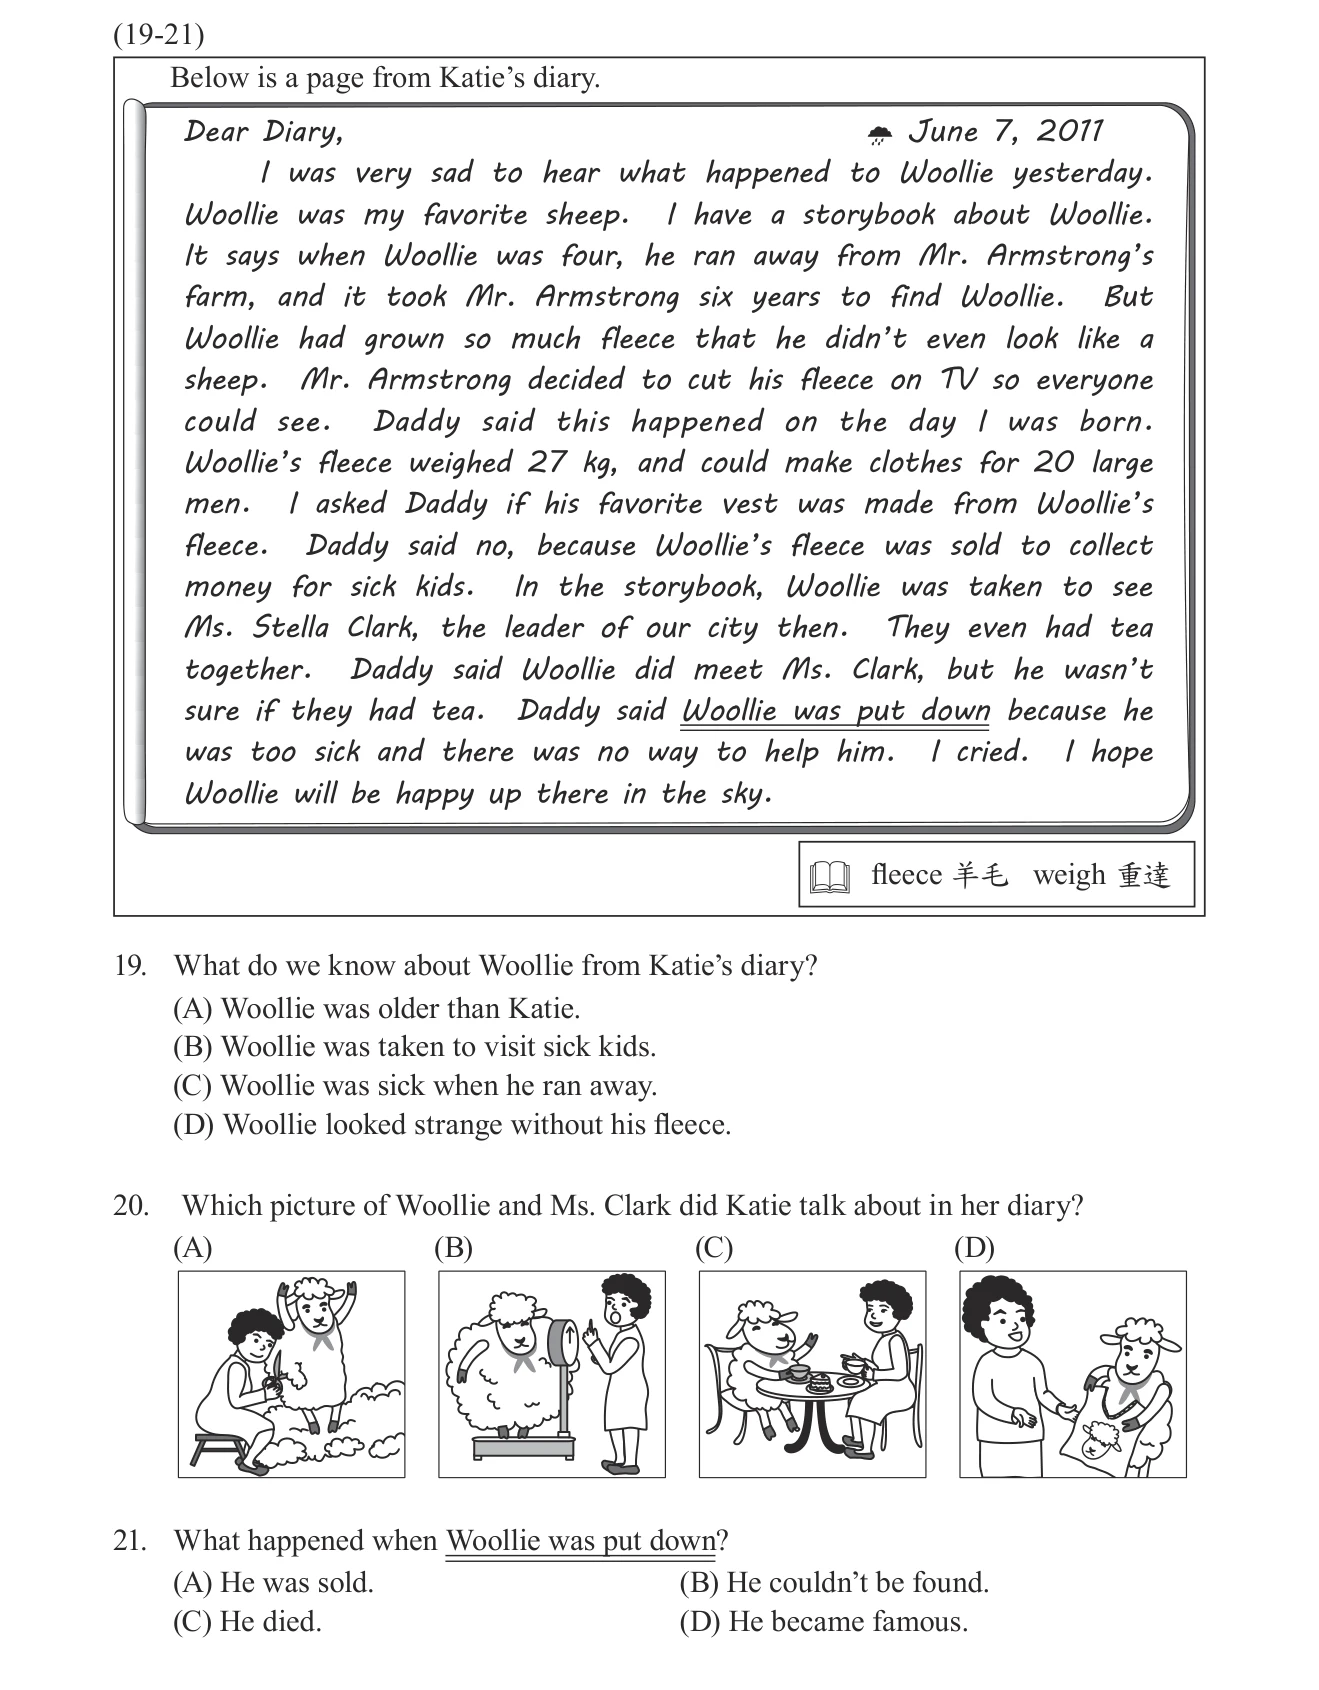 (19-21)
Below is a page from Katie's diary.
Dear Diary, June 7, 2011
I was very sad to hear what happened to Woollie yesterday.
Woollie was my favorite sheep. I have a storybook about Woollie.
It says when Woollie was four, he ran away from Mr. Armstrong's
farm, and it took Mr. Armstrong six years to find Woollie. But
Woollie had grown so much fleece that he didn't even look like a
sheep. Mr. Armstrong decided to cut his fleece on TV so everyone
could see. Daddy said this happened on the day I was born.
Woollie's fleece weighed 27 kg, and could make clothes for 20 large
men. I asked Daddy if his favorite vest was made from Woollie's
fleece. Daddy said no, because Woollie's fleece was sold to collect
money for sick kids. In the storybook, Woollie was taken to see
Ms. Stella Clark, the leader of our city then. They even had tea
together. Daddy said Woollie did meet Ms. Clark, but he wasn't
sure if they had tea. Daddy said Woollie was put down because he
was too sick and there was no way to help him. I cried. I hope
Woollie will be happy up there in the sky.
fleece 羊毛 weigh 重達
19. What do we know about Woollie from Katie's diary?
(A) Woollie was older than Katie.
(B) Woollie was taken to visit sick kids.
(C) Woollie was sick when he ran away.
(D) Woollie looked strange without his fleece.
20. Which picture of Woollie and Ms. Clark did Katie talk about in her diary?
(A) (B) (C) (D)
21. What happened when Woollie was put down?
(A) He was sold. (B) He couldn't be found.
(C) He died. (D) He became famous.